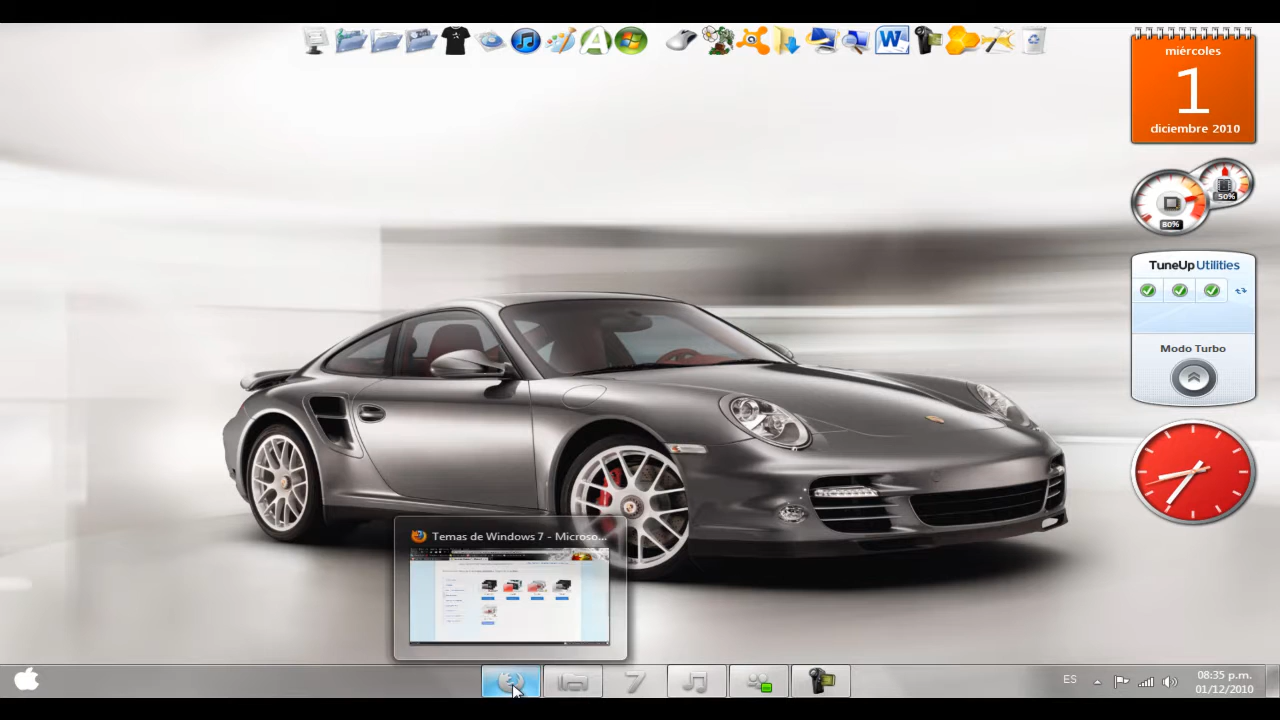 miércoles
1
diciembre 2010
50%
80%
TuneUp Utilities
Modo Turbo
Temas de Windows 7 - Microso...
7
ES
08:35 p.m.
01/12/2010